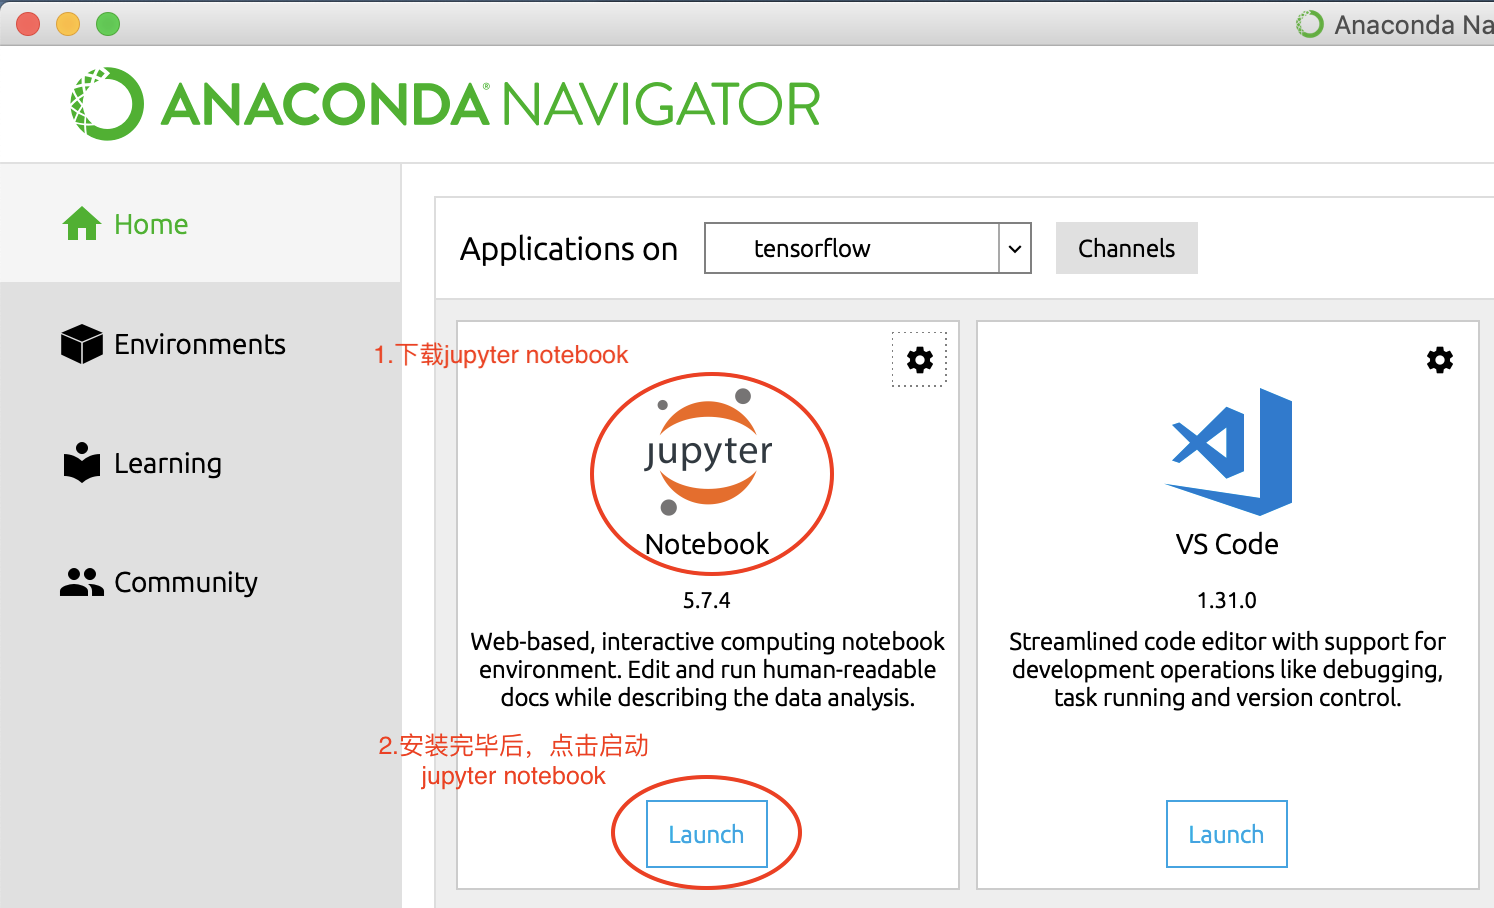 Anaconda Na
ANACONDA® NAVIGATOR
Home
Environments
Learning
Community
Applications on
tensorflow
Channels
1.下载jupyter notebook
jupyter
Notebook
5.7.4
Web-based, interactive computing notebook
environment. Edit and run human-readable
docs while describing the data analysis.
2.安装完毕后，点击启动
jupyter notebook
Launch
VS Code
1.31.0
Streamlined code editor with support for
development operations like debugging,
task running and version control.
Launch